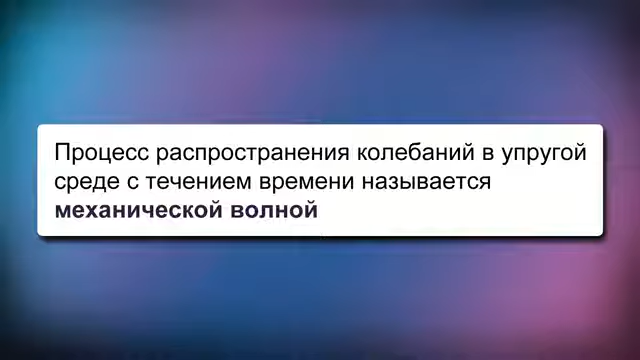 Процесс распространения колебаний в упругой
среде с течением времени называется
механической волной